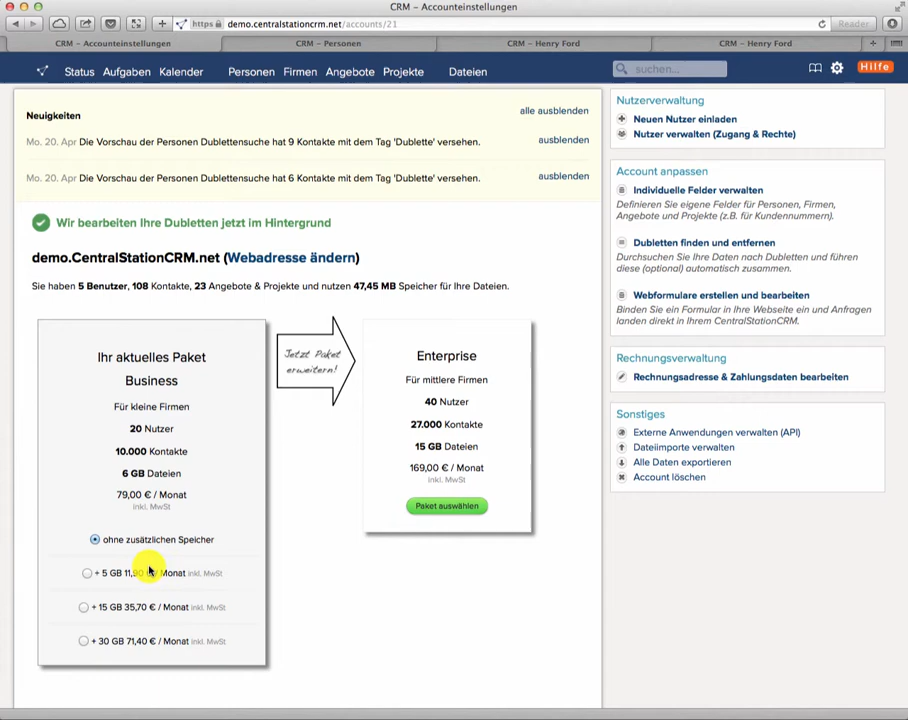 CRM – Accounteinstellungen
https demo.centralstationcrm.net/accounts/21
Reader
CRM – Accounteinstellungen
CRM – Personen
CRM – Henry Ford
CRM – Henry Ford
Status Aufgaben Kalender Personen Firmen Angebote Projekte Dateien
suchen...
Hilfe
Neuigkeiten
alle ausblenden
Mo. 20. Apr Die Vorschau der Personen Dublettensuche hat 9 Kontakte mit dem Tag 'Dublette' versehen.
ausblenden
Mo. 20. Apr Die Vorschau der Personen Dublettensuche hat 6 Kontakte mit dem Tag 'Dublette' versehen.
ausblenden
Wir bearbeiten Ihre Dubletten jetzt im Hintergrund
demo.CentralStationCRM.net (Webadresse ändern)
Sie haben 5 Benutzer, 108 Kontakte, 23 Angebote & Projekte und nutzen 47,45 MB Speicher für Ihre Dateien.
Ihr aktuelles Paket
Business
Für kleine Firmen
20 Nutzer
10.000 Kontakte
6 GB Dateien
79,00 € / Monat
inkl. MwSt
ohne zusätzlichen Speicher
+ 5 GB 11,90 € / Monat inkl. MwSt
+ 15 GB 35,70 € / Monat inkl. MwSt
+ 30 GB 71,40 € / Monat inkl. MwSt
Jetzt Paket
erweitern!
Enterprise
Für mittlere Firmen
40 Nutzer
27.000 Kontakte
15 GB Dateien
169,00 € / Monat
inkl. MwSt
Paket auswählen
Nutzerverwaltung
Neuen Nutzer einladen
Nutzer verwalten (Zugang & Rechte)
Account anpassen
Individuelle Felder verwalten
Definieren Sie eigene Felder für Personen, Firmen,
Angebote und Projekte (z.B. für Kundennummern).
Dubletten finden und entfernen
Durchsuchen Sie Ihre Daten nach Dubletten und führen
diese (optional) automatisch zusammen.
Webformulare erstellen und bearbeiten
Binden Sie ein Formular in Ihre Webseite ein und Anfragen
landen direkt in Ihrem CentralStationCRM.
Rechnungsverwaltung
Rechnungsadresse & Zahlungsdaten bearbeiten
Sonstiges
Externe Anwendungen verwalten (API)
Dateiimporte verwalten
Alle Daten exportieren
Account löschen